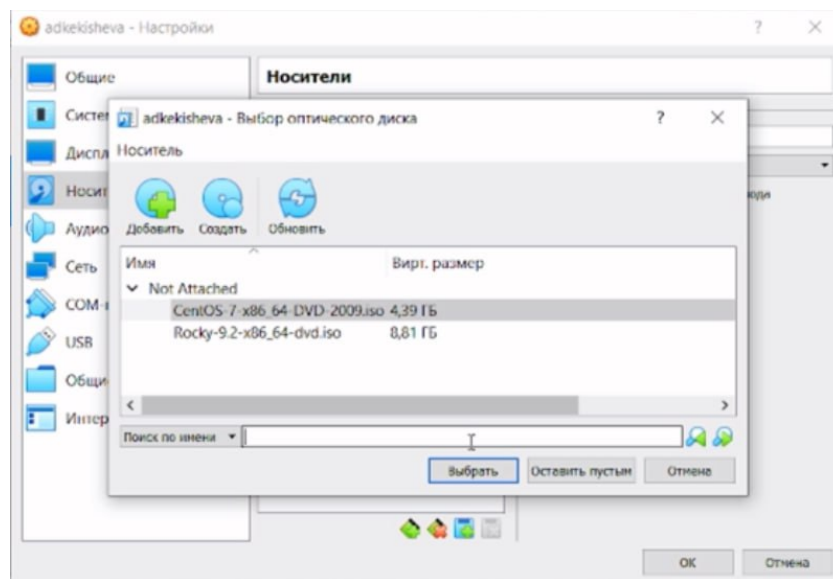 adkekisheva - Настройки
Общие
Носители
Систе
adkekisheva - Выбор оптического диска
Диспл
Носитель
Носит
Добавить Создать Обновить
Аудио
Имя Вирт. размер
Сеть
Not Attached
COM-
CentOS-7-x86_64-DVD-2009.iso 4,39 ГБ
USB
Rocky-9.2-x86_64-dvd.iso 8,81 ГБ
Общи
Интер
Поиск по имени
Выбрать Оставить пустым Отмена
OK Отмена